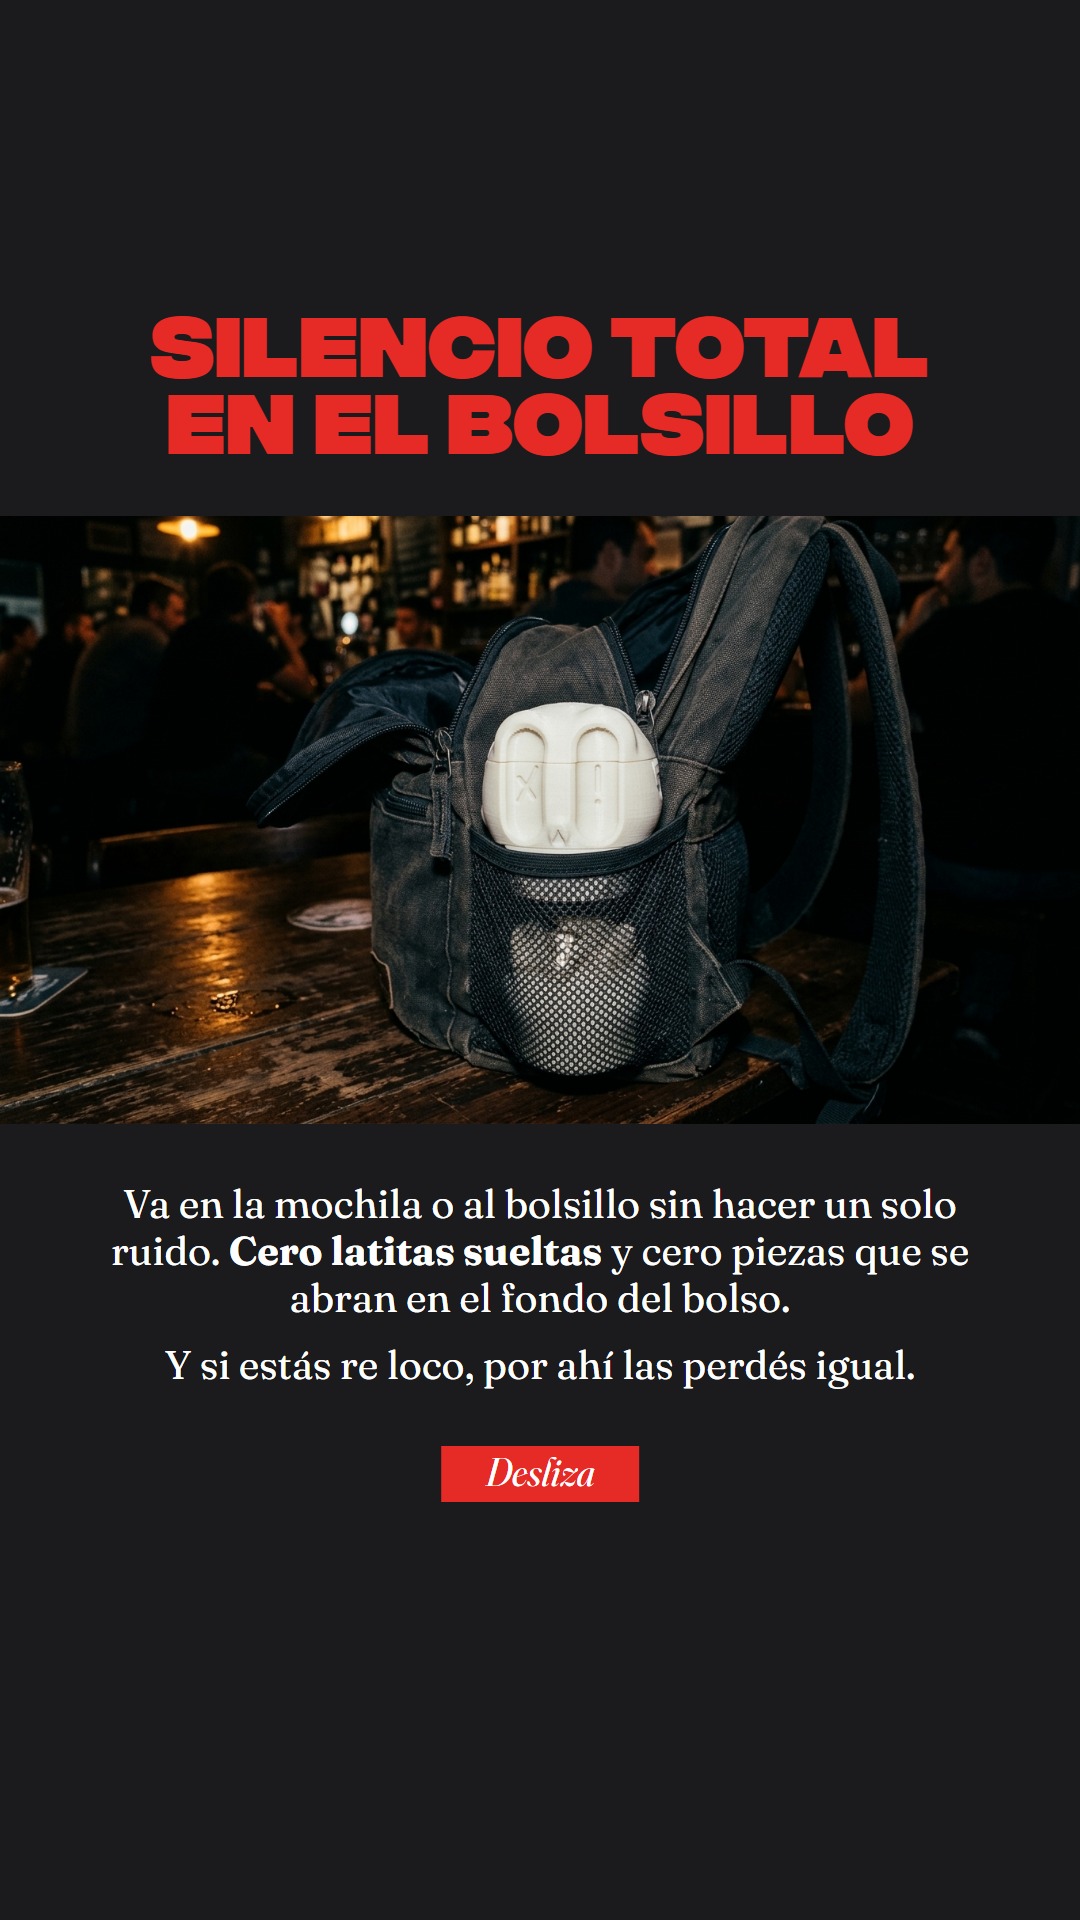 SILENCIO TOTAL
EN EL BOLSILLO
Va en la mochila o al bolsillo sin hacer un solo
ruido. Cero latitas sueltas y cero piezas que se
abran en el fondo del bolso.
Y si estás re loco, por ahí las perdés igual.
Desliza